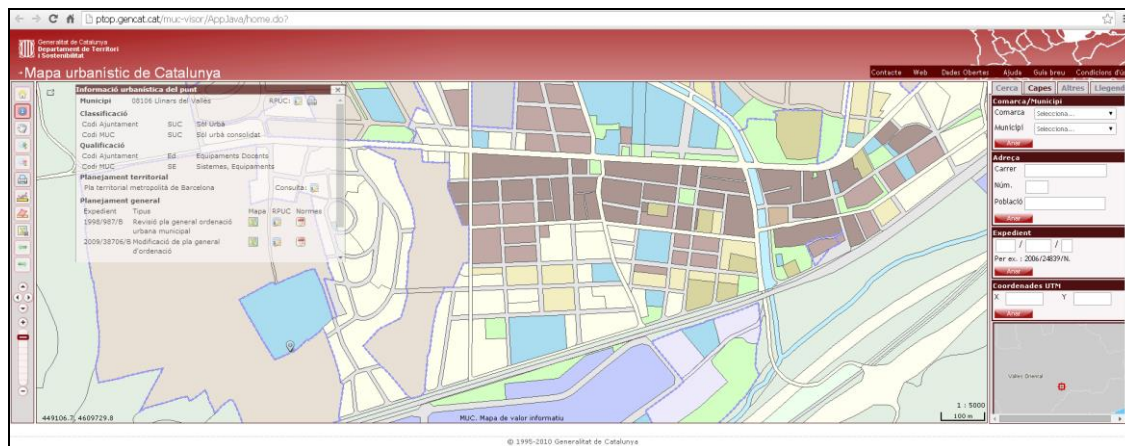 ptop.gencat.cat/muc-visor/AppJava/home.do?
Generalitat de Catalunya
Departament de Territori
i Sostenibilitat
Mapa urbanístic de Catalunya
Contacte Web Dades Obertes Ajuda Guia breu Condicions d'ú
Informació urbanística del punt
Municipi 08106 Llinars del Vallès RPUC:
Classificació
Codi Ajuntament SUC Sòl Urbà
Codi MUC SUC Sòl urbà consolidat
Qualificació
Codi Ajuntament Ed Equipaments Docents
Codi MUC SE Sistemes, Equipaments
Planejament territorial
Pla territorial metropolità de Barcelona Consulta:
Planejament general
Expedient Tipus Mapa RPUC Normes
1998/987/B Revisió pla general ordenació
urbana municipal
2009/38706/B Modificació de pla general
d'ordenació
Cerca Capes Altres Llegend
Comarca/Municipi
Comarca Selecciona...
Municipi Selecciona...
Anar
Adreça
Carrer
Núm.
Població
Anar
Expedient
/ /
Per ex. : 2006/24839/N.
Anar
Coordenades UTM
X Y
Anar
Vallès Oriental
449106.7, 4609729.8
MUC. Mapa de valor informatiu
1 : 5000
100 m
© 1995-2010 Generalitat de Catalunya